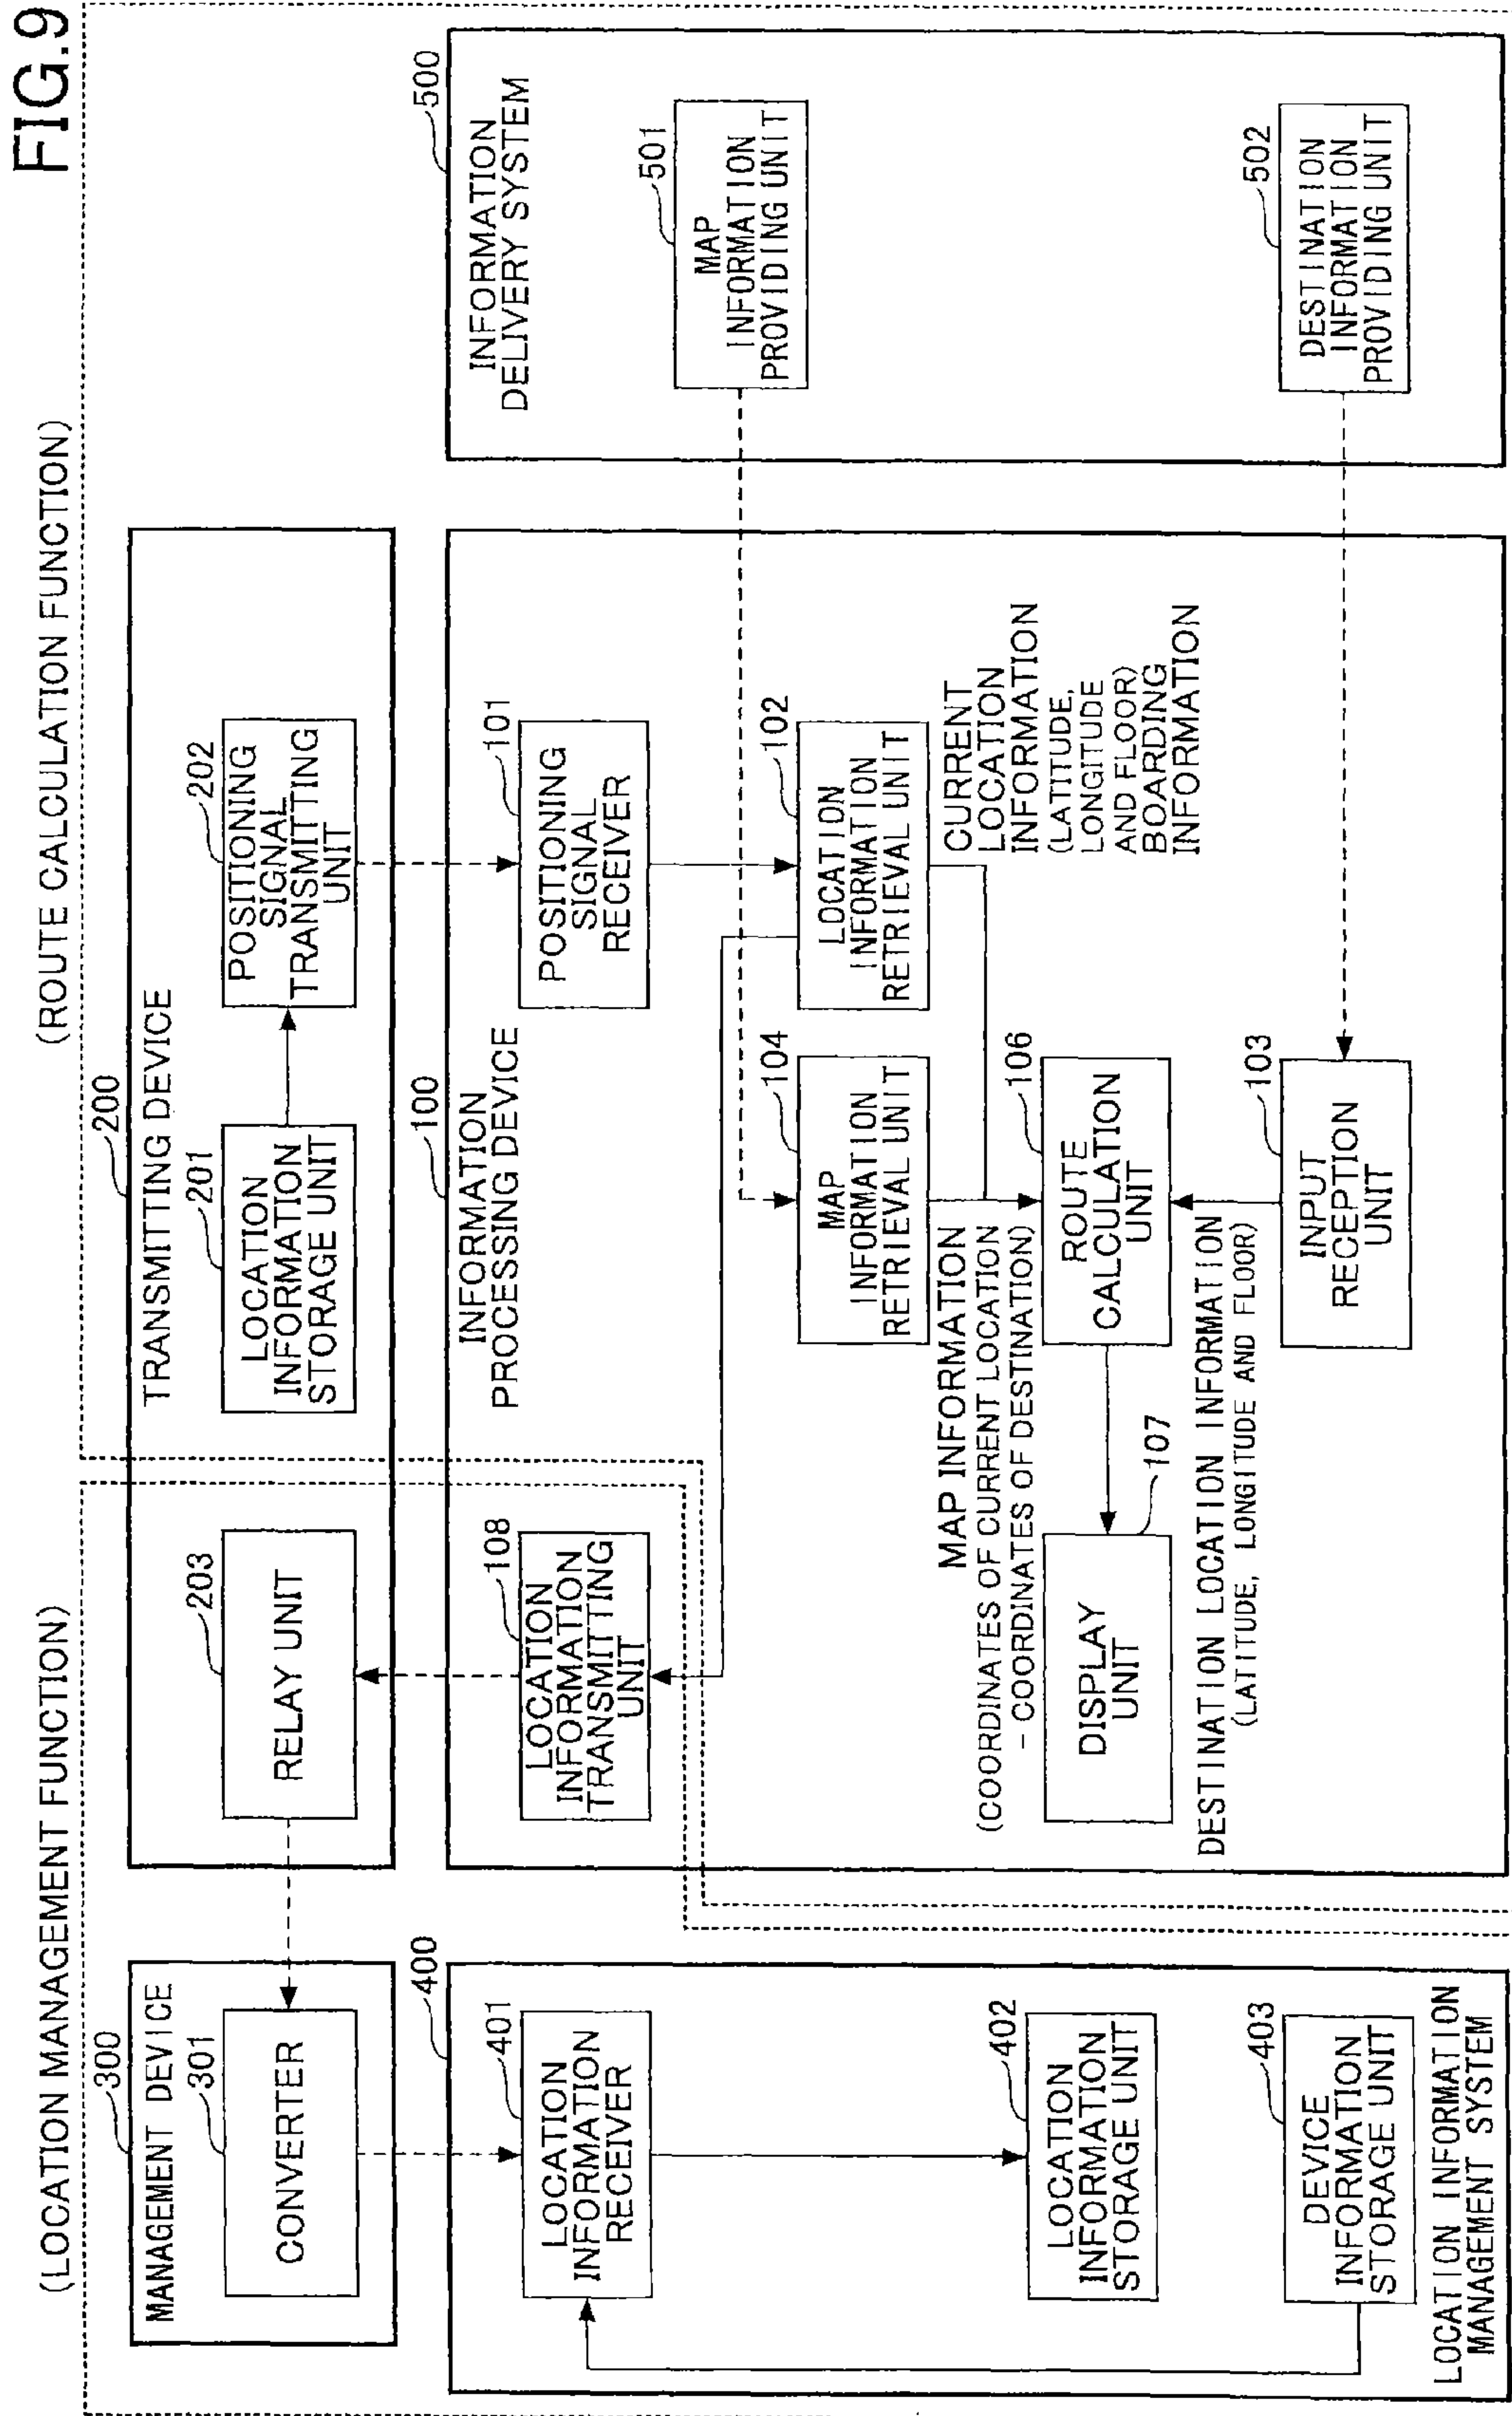 FIG.9
(LOCATION MANAGEMENT FUNCTION)
(ROUTE CALCULATION FUNCTION)
300
MANAGEMENT DEVICE
301
CONVERTER
200
TRANSMITTING DEVICE
203
RELAY UNIT
201
LOCATION
INFORMATION
STORAGE UNIT
202
POSITIONING
SIGNAL
TRANSMITTING
UNIT
400
401
LOCATION
INFORMATION
RECEIVER
402
LOCATION
INFORMATION
STORAGE UNIT
403
DEVICE
INFORMATION
STORAGE UNIT
LOCATION INFORMATION
MANAGEMENT SYSTEM
100
INFORMATION
PROCESSING DEVICE
108
LOCATION
INFORMATION
TRANSMITTING
UNIT
101
POSITIONING
SIGNAL
RECEIVER
104
MAP
INFORMATION
RETRIEVAL UNIT
102
LOCATION
INFORMATION
RETRIEVAL UNIT
MAP INFORMATION
(COORDINATES OF CURRENT LOCATION
- COORDINATES OF DESTINATION)
CURRENT
LOCATION
INFORMATION
(LATITUDE,
LONGITUDE
AND FLOOR)
BOARDING
INFORMATION
DISPLAY
UNIT
107
106
ROUTE
CALCULATION
UNIT
DESTINATION LOCATION INFORMATION
(LATITUDE, LONGITUDE AND FLOOR)
103
INPUT
RECEPTION
UNIT
500
INFORMATION
DELIVERY SYSTEM
501
MAP
INFORMATION
PROVIDING UNIT
502
DESTINATION
INFORMATION
PROVIDING UNIT